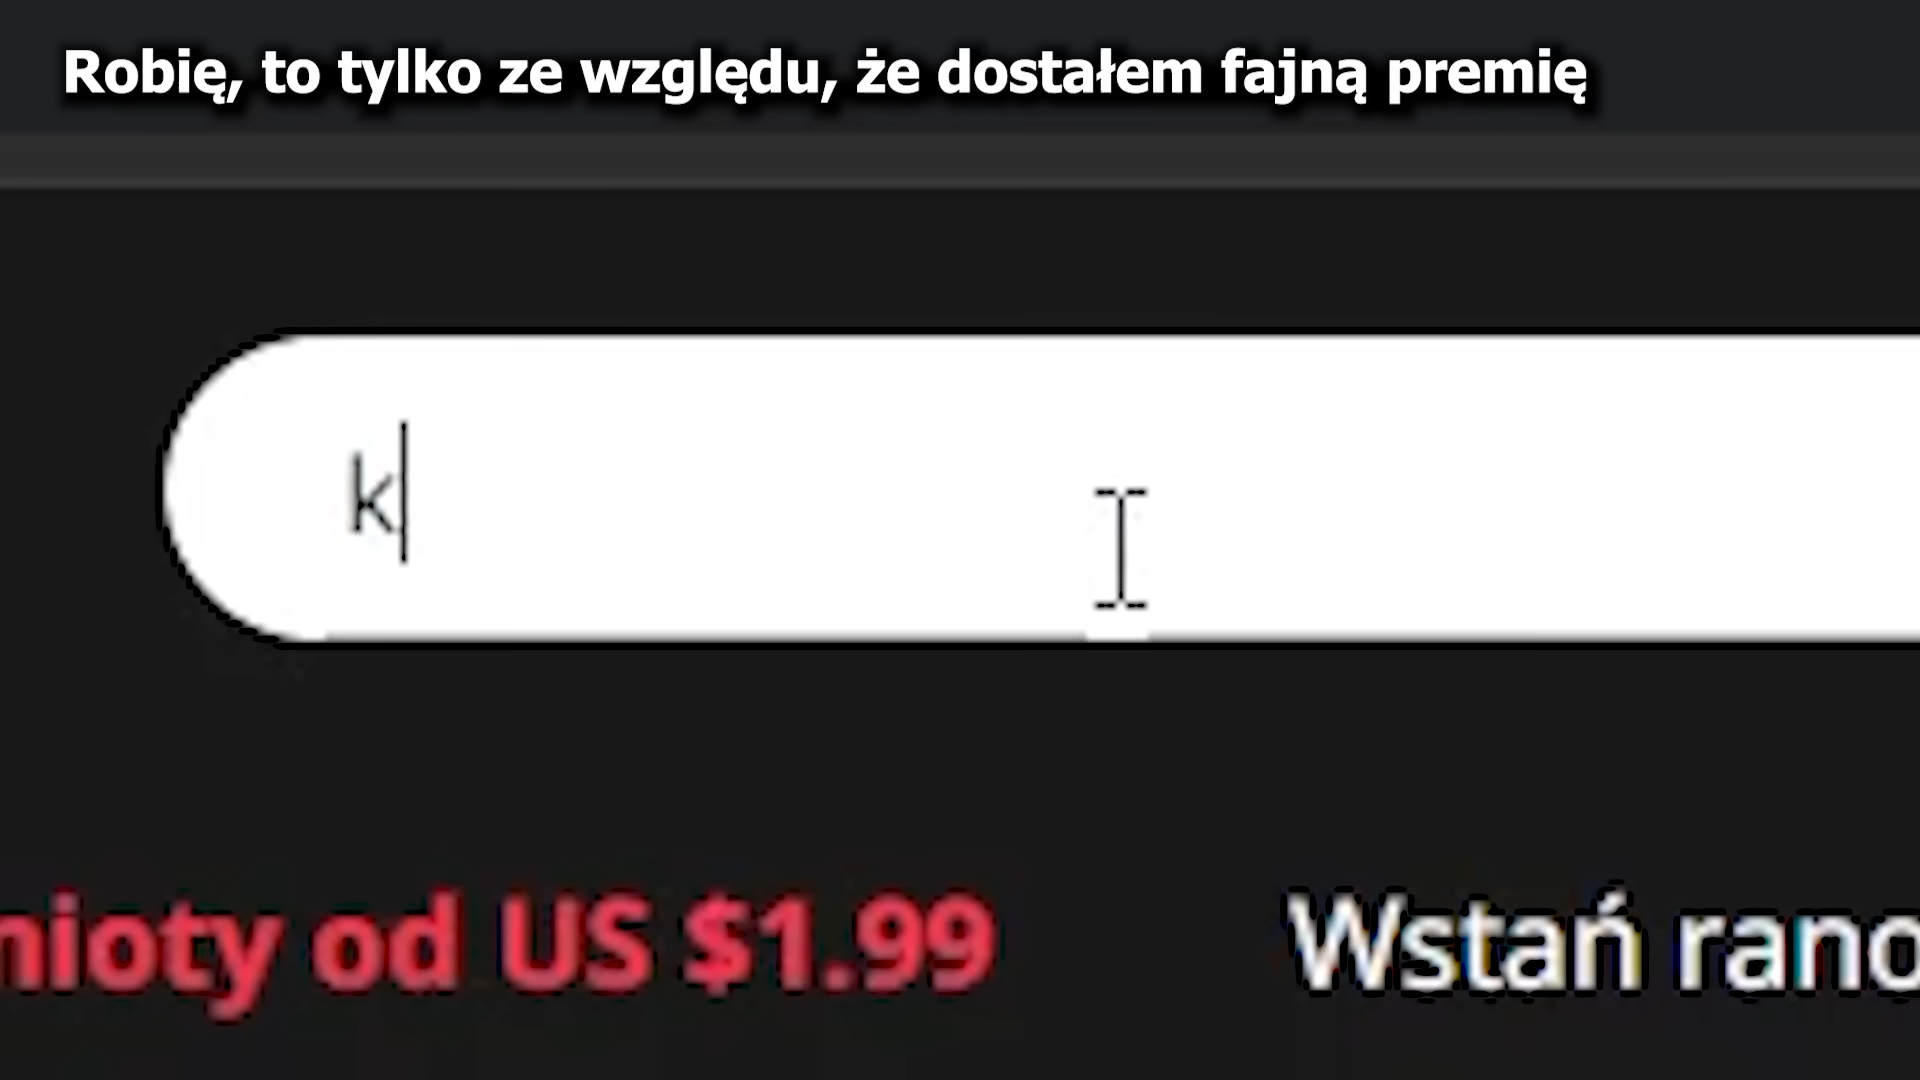 Robię, to tylko ze względu, że dostałem fajną premię
k
nioty od US $1.99
Wstań rano